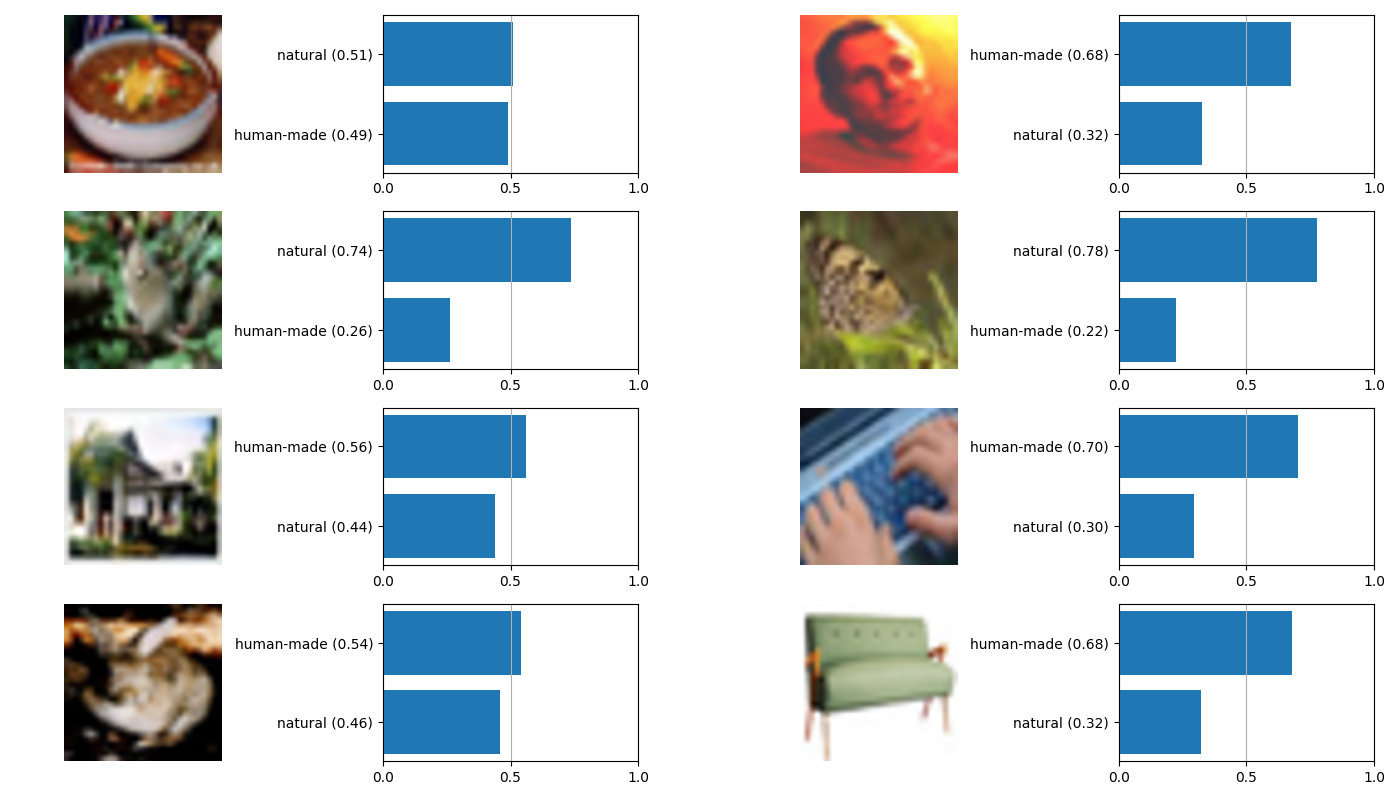 natural (0.51)
human-made (0.49)
0.0 0.5 1.0
human-made (0.68)
natural (0.32)
0.0 0.5 1.0
natural (0.74)
human-made (0.26)
0.0 0.5 1.0
natural (0.78)
human-made (0.22)
0.0 0.5 1.0
human-made (0.56)
natural (0.44)
0.0 0.5 1.0
human-made (0.70)
natural (0.30)
0.0 0.5 1.0
human-made (0.54)
natural (0.46)
0.0 0.5 1.0
human-made (0.68)
natural (0.32)
0.0 0.5 1.0